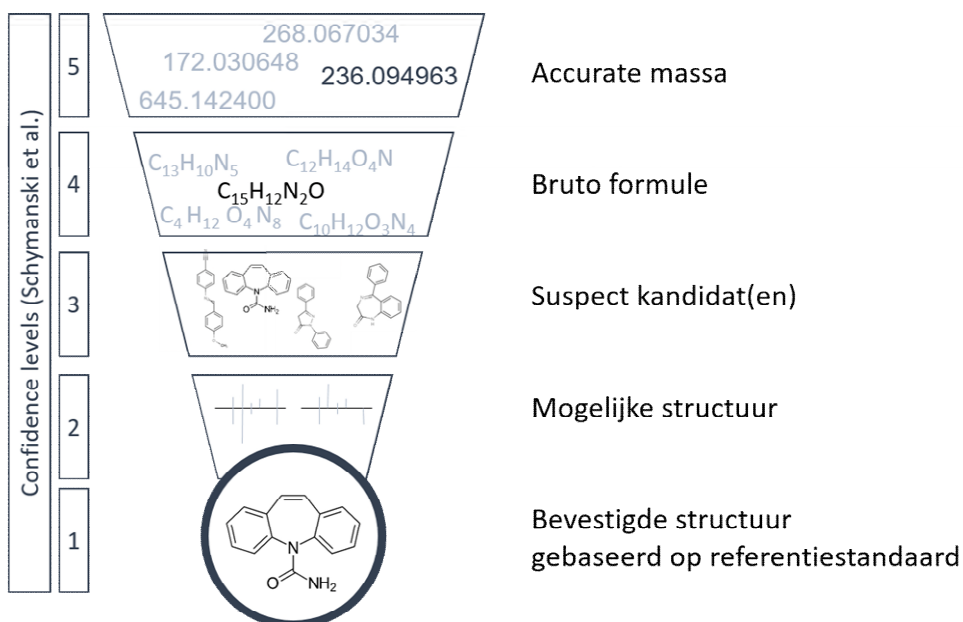 Confidence levels (Schymanski et al.)
5
268.067034
172.030648
236.094963
645.142400
Accurate massa
4
C₁₃H₁₀N₅
C₁₂H₁₄O₄N
C₁₅H₁₂N₂O
C₄H₁₂ O₄N₈
C₁₀H₁₂O₃N₄
Bruto formule
3
N
O
NH₂
Suspect kandidat(en)
2
Mogelijke structuur
1
N
O
NH₂
Bevestigde structuur
gebaseerd op referentiestandaard